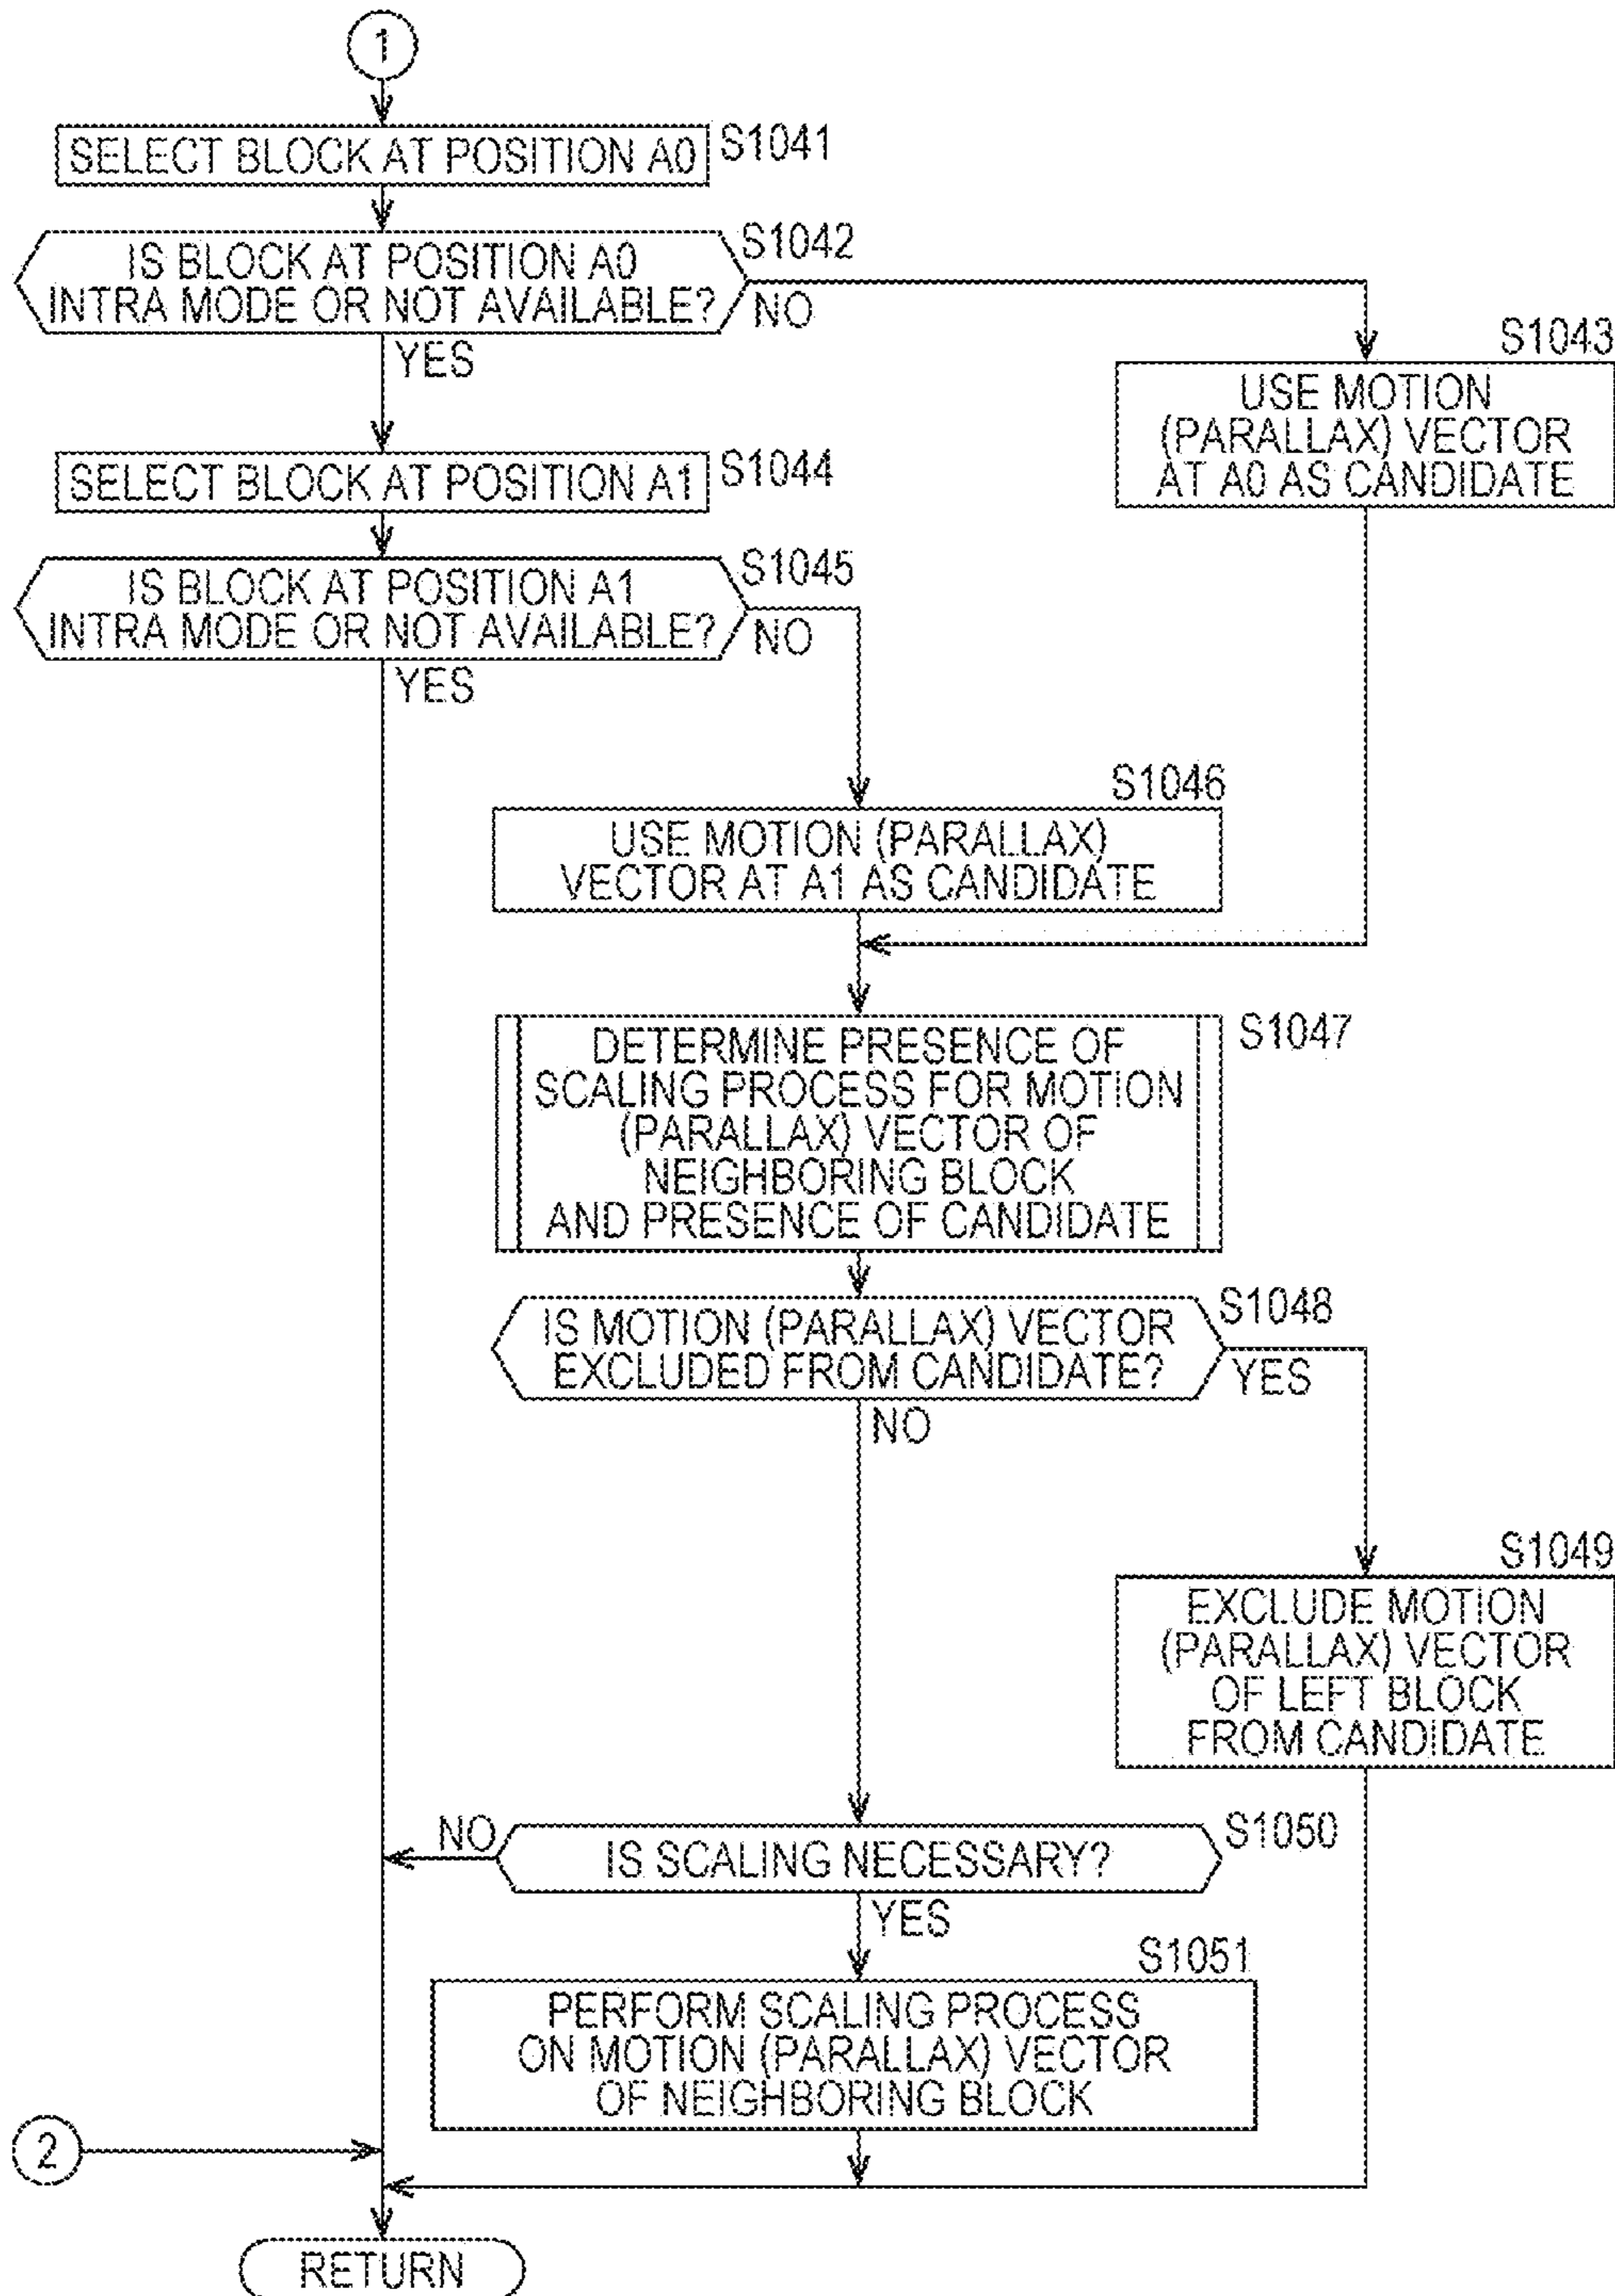 1
SELECT BLOCK AT POSITION A0
S1041
IS BLOCK AT POSITION A0
INTRA MODE OR NOT AVAILABLE?
S1042
NO
YES
S1043
USE MOTION
(PARALLAX) VECTOR
AT A0 AS CANDIDATE
SELECT BLOCK AT POSITION A1
S1044
IS BLOCK AT POSITION A1
INTRA MODE OR NOT AVAILABLE?
S1045
NO
YES
S1046
USE MOTION (PARALLAX)
VECTOR AT A1 AS CANDIDATE
DETERMINE PRESENCE OF
SCALING PROCESS FOR MOTION
(PARALLAX) VECTOR OF
NEIGHBORING BLOCK
AND PRESENCE OF CANDIDATE
S1047
IS MOTION (PARALLAX) VECTOR
EXCLUDED FROM CANDIDATE?
S1048
YES
NO
S1049
EXCLUDE MOTION
(PARALLAX) VECTOR
OF LEFT BLOCK
FROM CANDIDATE
NO
IS SCALING NECESSARY?
S1050
YES
S1051
PERFORM SCALING PROCESS
ON MOTION (PARALLAX) VECTOR
OF NEIGHBORING BLOCK
2
RETURN